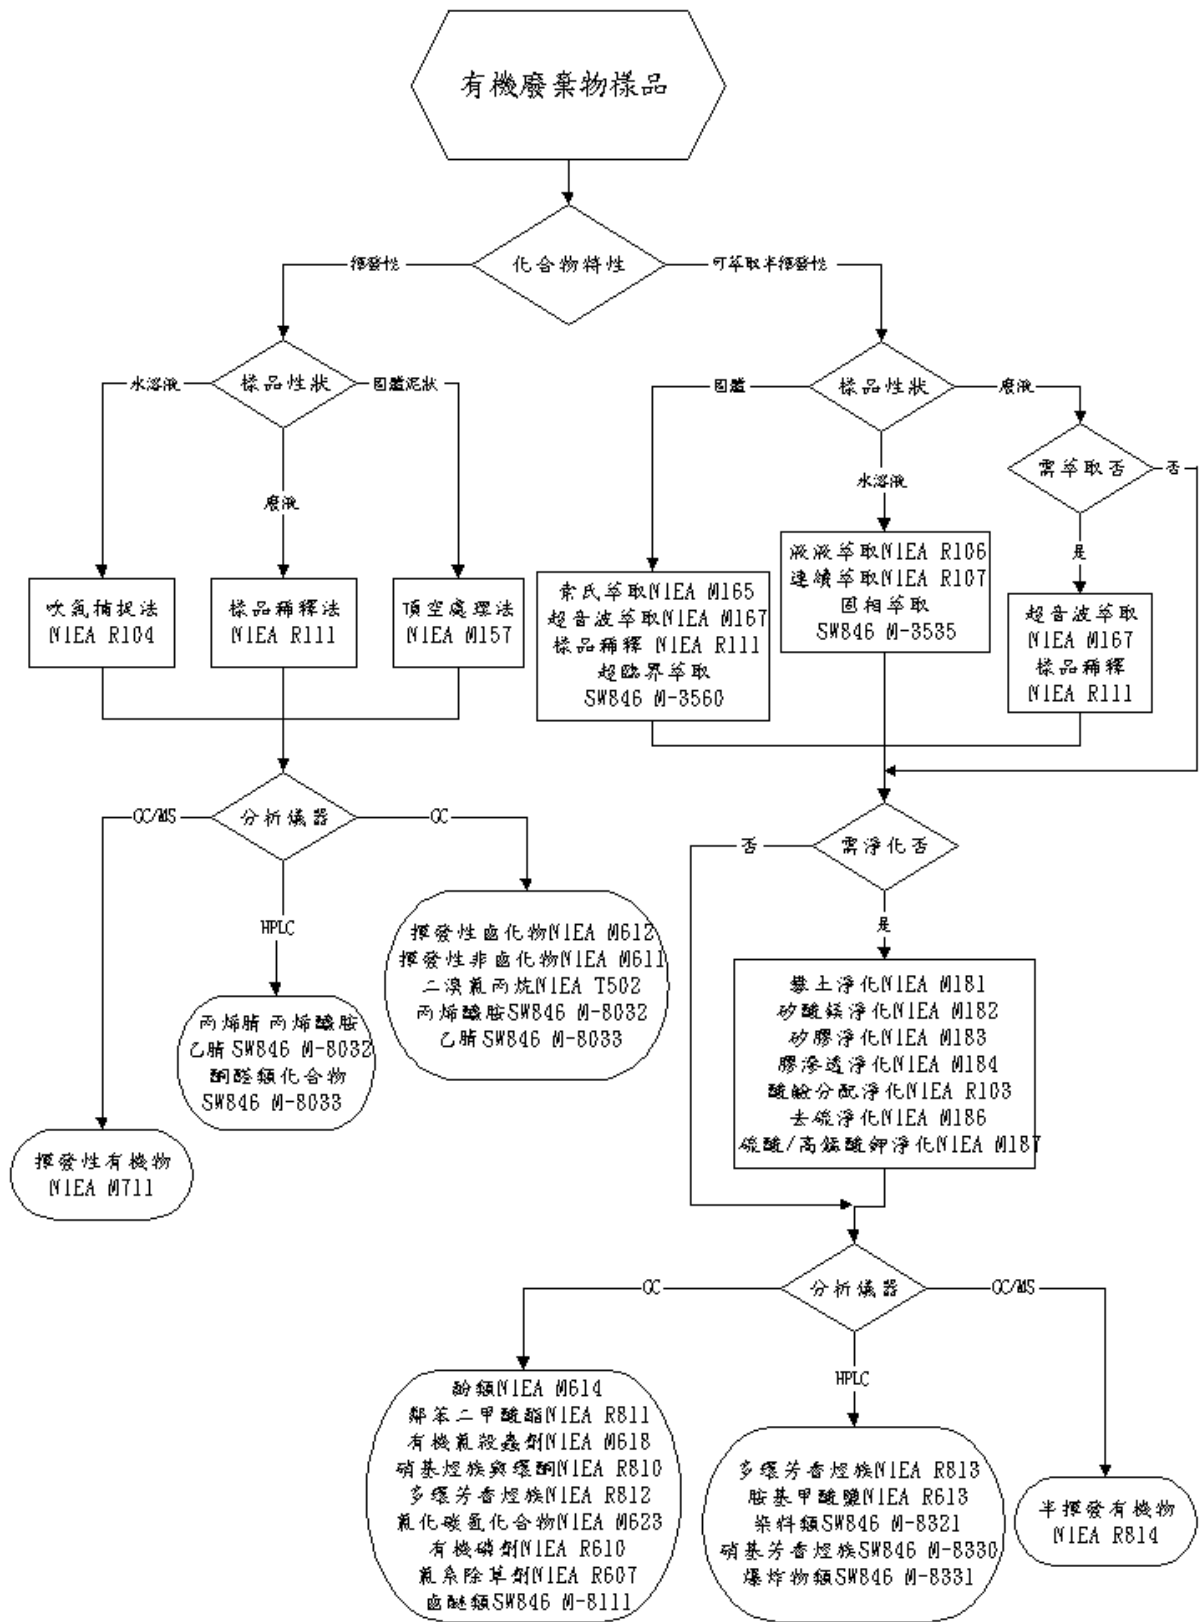 有機廢棄物樣品
化合物特性
揮發性
可萃取半揮發性
樣品性狀
水溶液
固體泥狀
廢液
吹氣捕捉法
NIEA R104
樣品稀釋法
NIEA R111
頂空處理法
NIEA M157
樣品性狀
固體
廢液
水溶液
需萃取否
否
是
索氏萃取NIEA M165
超音波萃取NIEA M167
樣品稀釋 NIEA R111
超臨界萃取
SW846 M-3560
液液萃取NIEA R106
連續萃取NIEA R107
固相萃取
SW846 M-3535
超音波萃取
NIEA M167
樣品稀釋
NIEA R111
分析儀器
GC/MS
GC
HPLC
揮發性鹵化物NIEA M612
揮發性非鹵化物NIEA M611
二溴氯丙烷NIEA T502
丙烯醯胺SW846 M-8032
乙腈SW846 M-8033
丙烯腈 丙烯醯胺
乙腈SW846 M-8032
酮醛類化合物
SW846 M-8033
揮發性有機物
NIEA M711
需淨化否
否
是
礬土淨化NIEA M181
矽酸鎂淨化NIEA M182
矽膠淨化NIEA M183
膠滲透淨化NIEA M184
酸鹼分配淨化NIEA R103
去硫淨化NIEA M186
硫酸/高錳酸鉀淨化NIEA M187
分析儀器
GC
GC/MS
HPLC
酚類NIEA M614
鄰苯二甲酸酯NIEA R811
有機氯殺蟲劑NIEA M618
硝基烴族與環酮NIEA R810
多環芳香烴族NIEA R812
氯化碳氫化合物NIEA M623
有機磷劑NIEA R610
氯系除草劑NIEA R607
鹵醚類SW846 M-8111
多環芳香烴族NIEA R813
胺基甲酸鹽NIEA R613
染料類SW846 M-8321
硝基芳香烴族SW846 M-8330
爆炸物類SW846 M-8331
半揮發有機物
NIEA R814